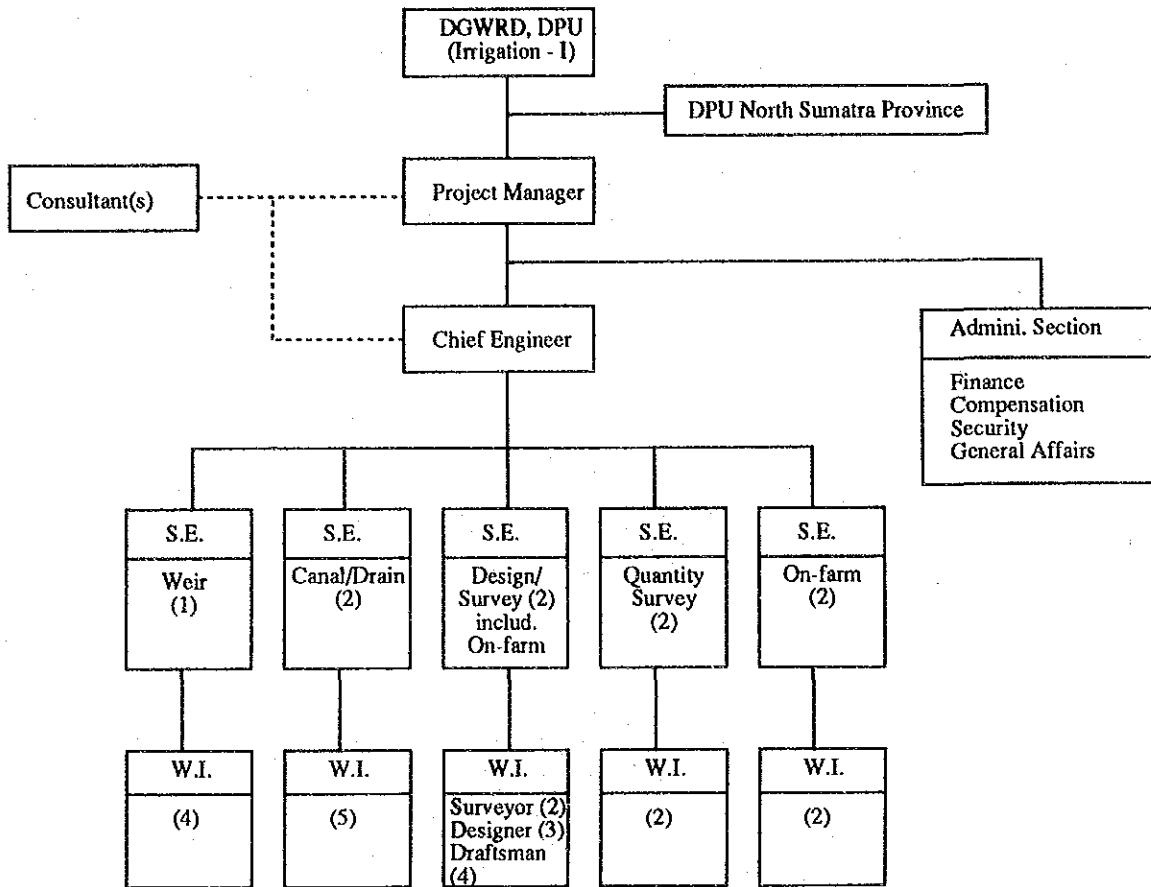 DGWRD, DPU
(Irrigation - I)
DPU North Sumatra Province
Consultant(s)
Project Manager
Chief Engineer
Admini. Section
Finance
Compensation
Security
General Affairs
S.E.
Weir
(1)
S.E.
Canal/Drain
(2)
S.E.
Design/
Survey (2)
includ.
On-farm
S.E.
Quantity
Survey
(2)
S.E.
On-farm
(2)
W.I.
(4)
W.I.
(5)
W.I.
Surveyor (2)
Designer (3)
Draftsman
(4)
W.I.
(2)
W.I.
(2)